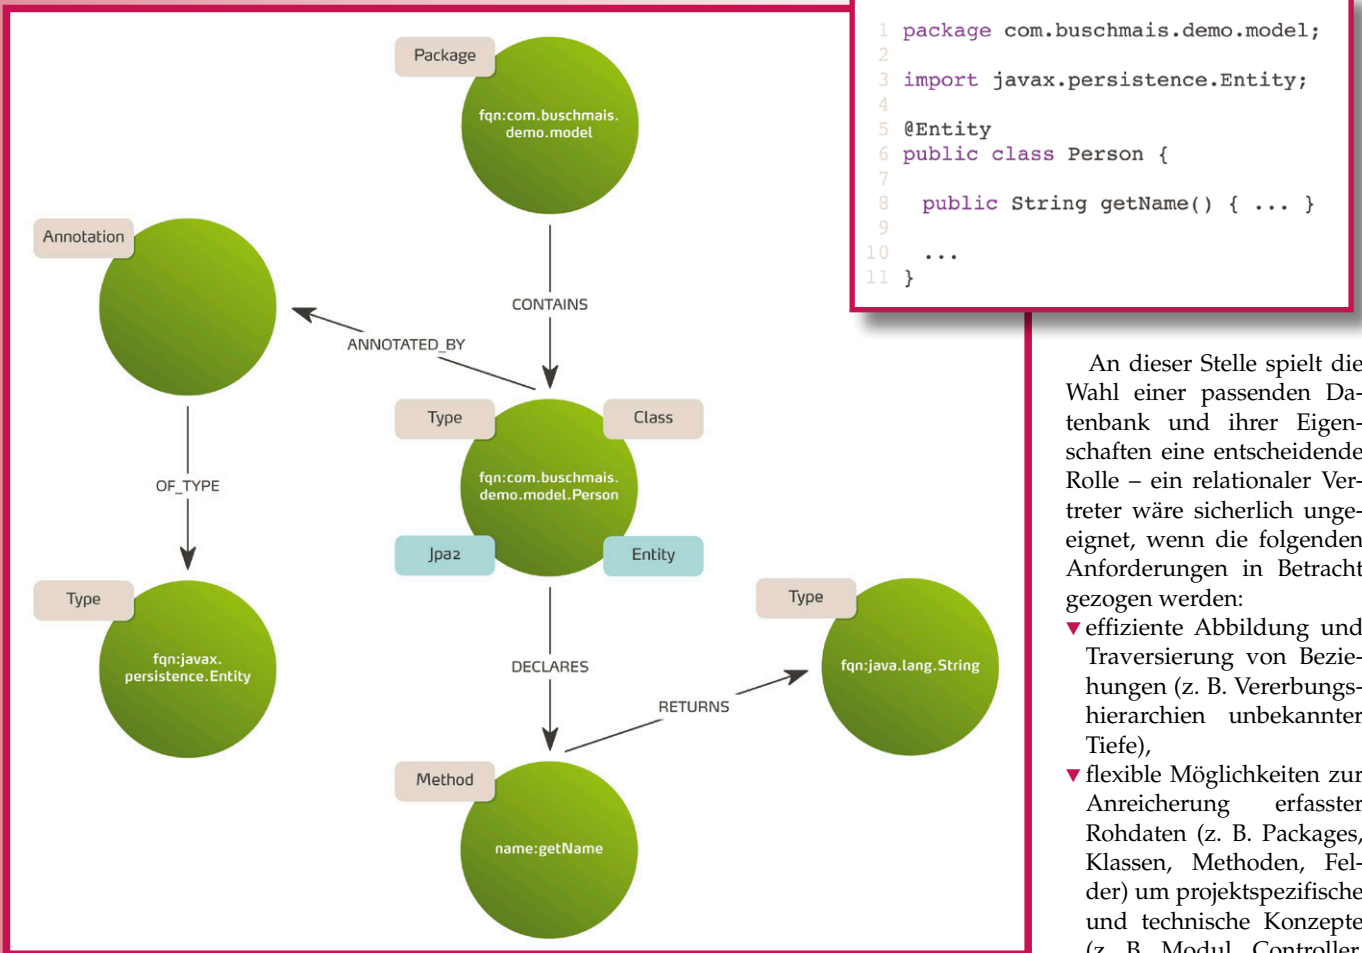 Package
fqn:com.buschmais.
demo.model
Annotation
CONTAINS
ANNOTATED_BY
Type
Class
fqn:com.buschmais.
demo.model.Person
Jpa2
Entity
OF_TYPE
Type
fqn:javax.
persistence.Entity
DECLARES
Type
fqn:java.lang.String
RETURNS
Method
name:getName
1 package com.buschmais.demo.model;
2
3 import javax.persistence.Entity;
4
5 @Entity
6 public class Person {
7
8 public String getName() { ... }
9
10 ...
11 }
An dieser Stelle spielt die
Wahl einer passenden Da-
tenbank und ihrer Eigen-
schaften eine entscheidende
Rolle – ein relationaler Ver-
treter wäre sicherlich unge-
eignet, wenn die folgenden
Anforderungen in Betracht
gezogen werden:
▼ effiziente Abbildung und
Traversierung von Bezie-
hungen (z. B. Vererbungs-
hierarchien unbekannter
Tiefe),
▼ flexible Möglichkeiten zur
Anreicherung erfasster
Rohdaten (z. B. Packages,
Klassen, Methoden, Fel-
der) um projektspezifische
und technische Konzepte
(z. B. Modul, Controller,